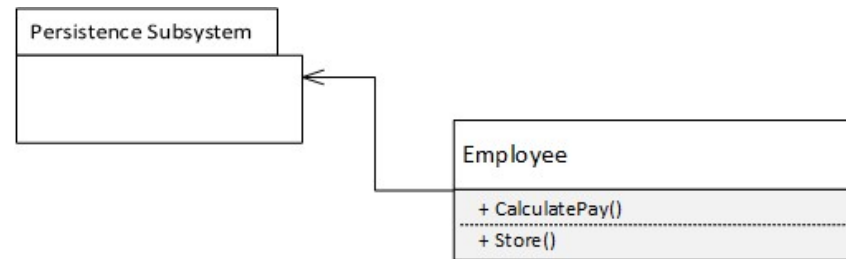 Persistence Subsystem
Employee
+ CalculatePay()
+ Store()